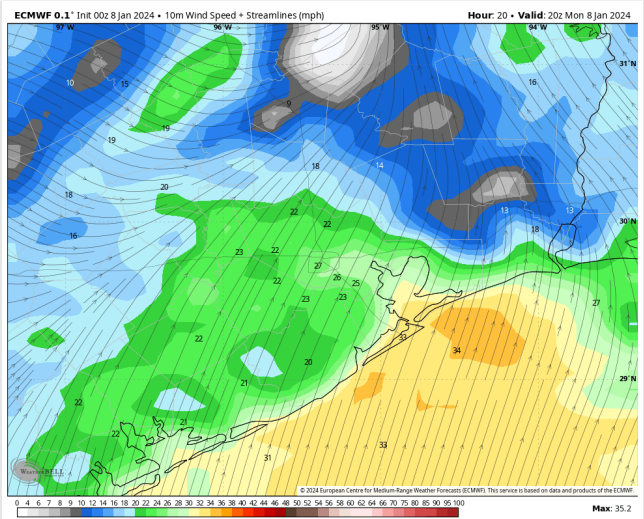 ECMWF 0.1° Init 00z 8 Jan 2024 • 10m Wind Speed + Streamlines (mph)
Hour: 20 • Valid: 20z Mon 8 Jan 2024
97°W 96°W 95°W 94°W
31°N
10 15 16
9
19 19
18 14
20 18
13 13
22 30°N
16 22 18
23 22
27
22 26 25
23 23 27
22 33
34
20
21 29°N
22
21
22
33
31
WEATHERBELL
© 2024 European Centre for Medium-Range Weather Forecasts (ECMWF). This service is based on data and products of the ECMWF.
0 4 6 7 8 9 10 12 14 16 18 20 22 24 26 28 30 32 34 36 38 40 42 44 46 48 50 52 54 56 58 60 62 64 66 68 70 75 80 85 90 95 100
Max: 35.2